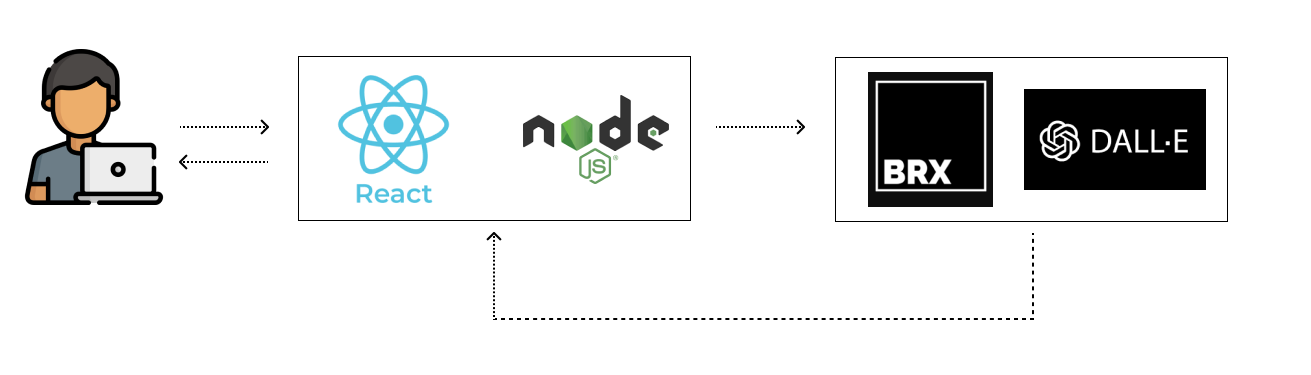 React
node
JS
BRX
DALL·E